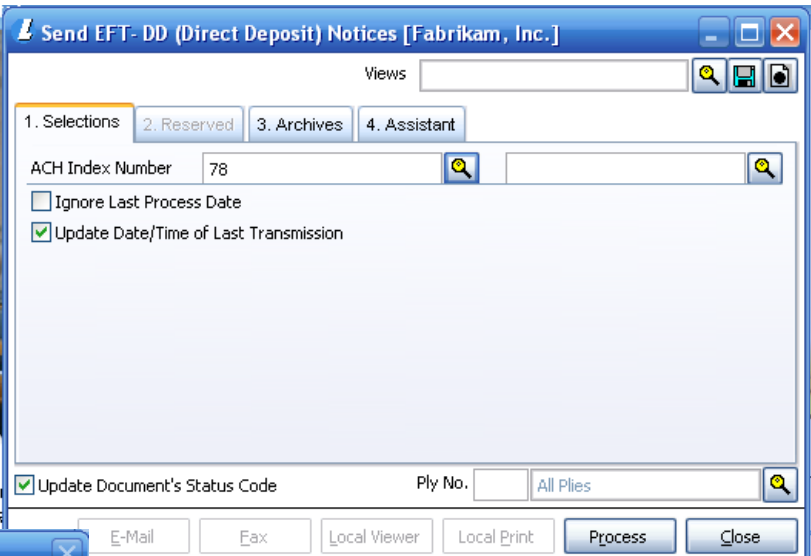 Send EFT- DD (Direct Deposit) Notices [Fabrikam, Inc.]
Views
1. Selections 2. Reserved 3. Archives 4. Assistant
ACH Index Number 78
Ignore Last Process Date
Update Date/Time of Last Transmission
Update Document's Status Code Ply No. All Plies
E-Mail Fax Local Viewer Local Print Process Close